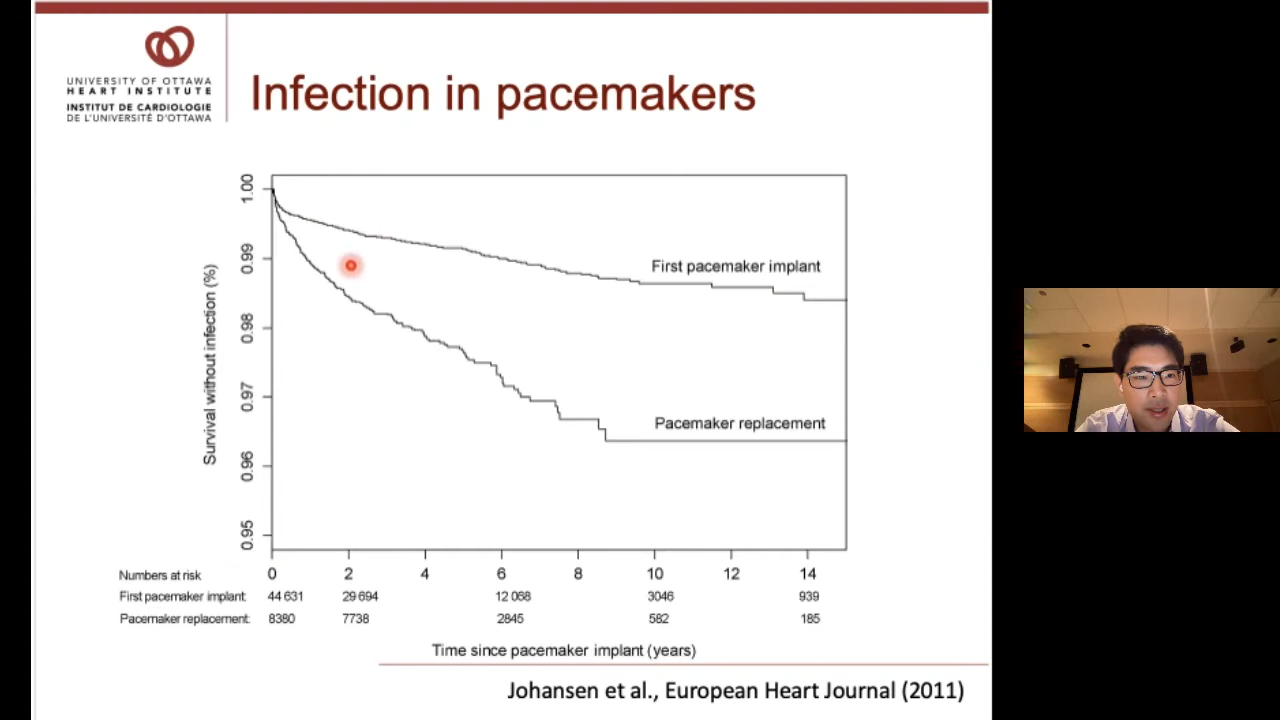 UNIVERSITY OF OTTAWA
HEART INSTITUTE
INSTITUT DE CARDIOLOGIE
DE L'UNIVERSITÉ D'OTTAWA
Infection in pacemakers
Survival without infection (%)
1.00
0.99
0.98
0.97
0.96
0.95
First pacemaker implant
Pacemaker replacement
Numbers at risk 0 2 4 6 8 10 12 14
First pacemaker implant: 44 631 29 694 12 068 3046 939
Pacemaker replacement: 8380 7738 2845 582 185
Time since pacemaker implant (years)
Johansen et al., European Heart Journal (2011)